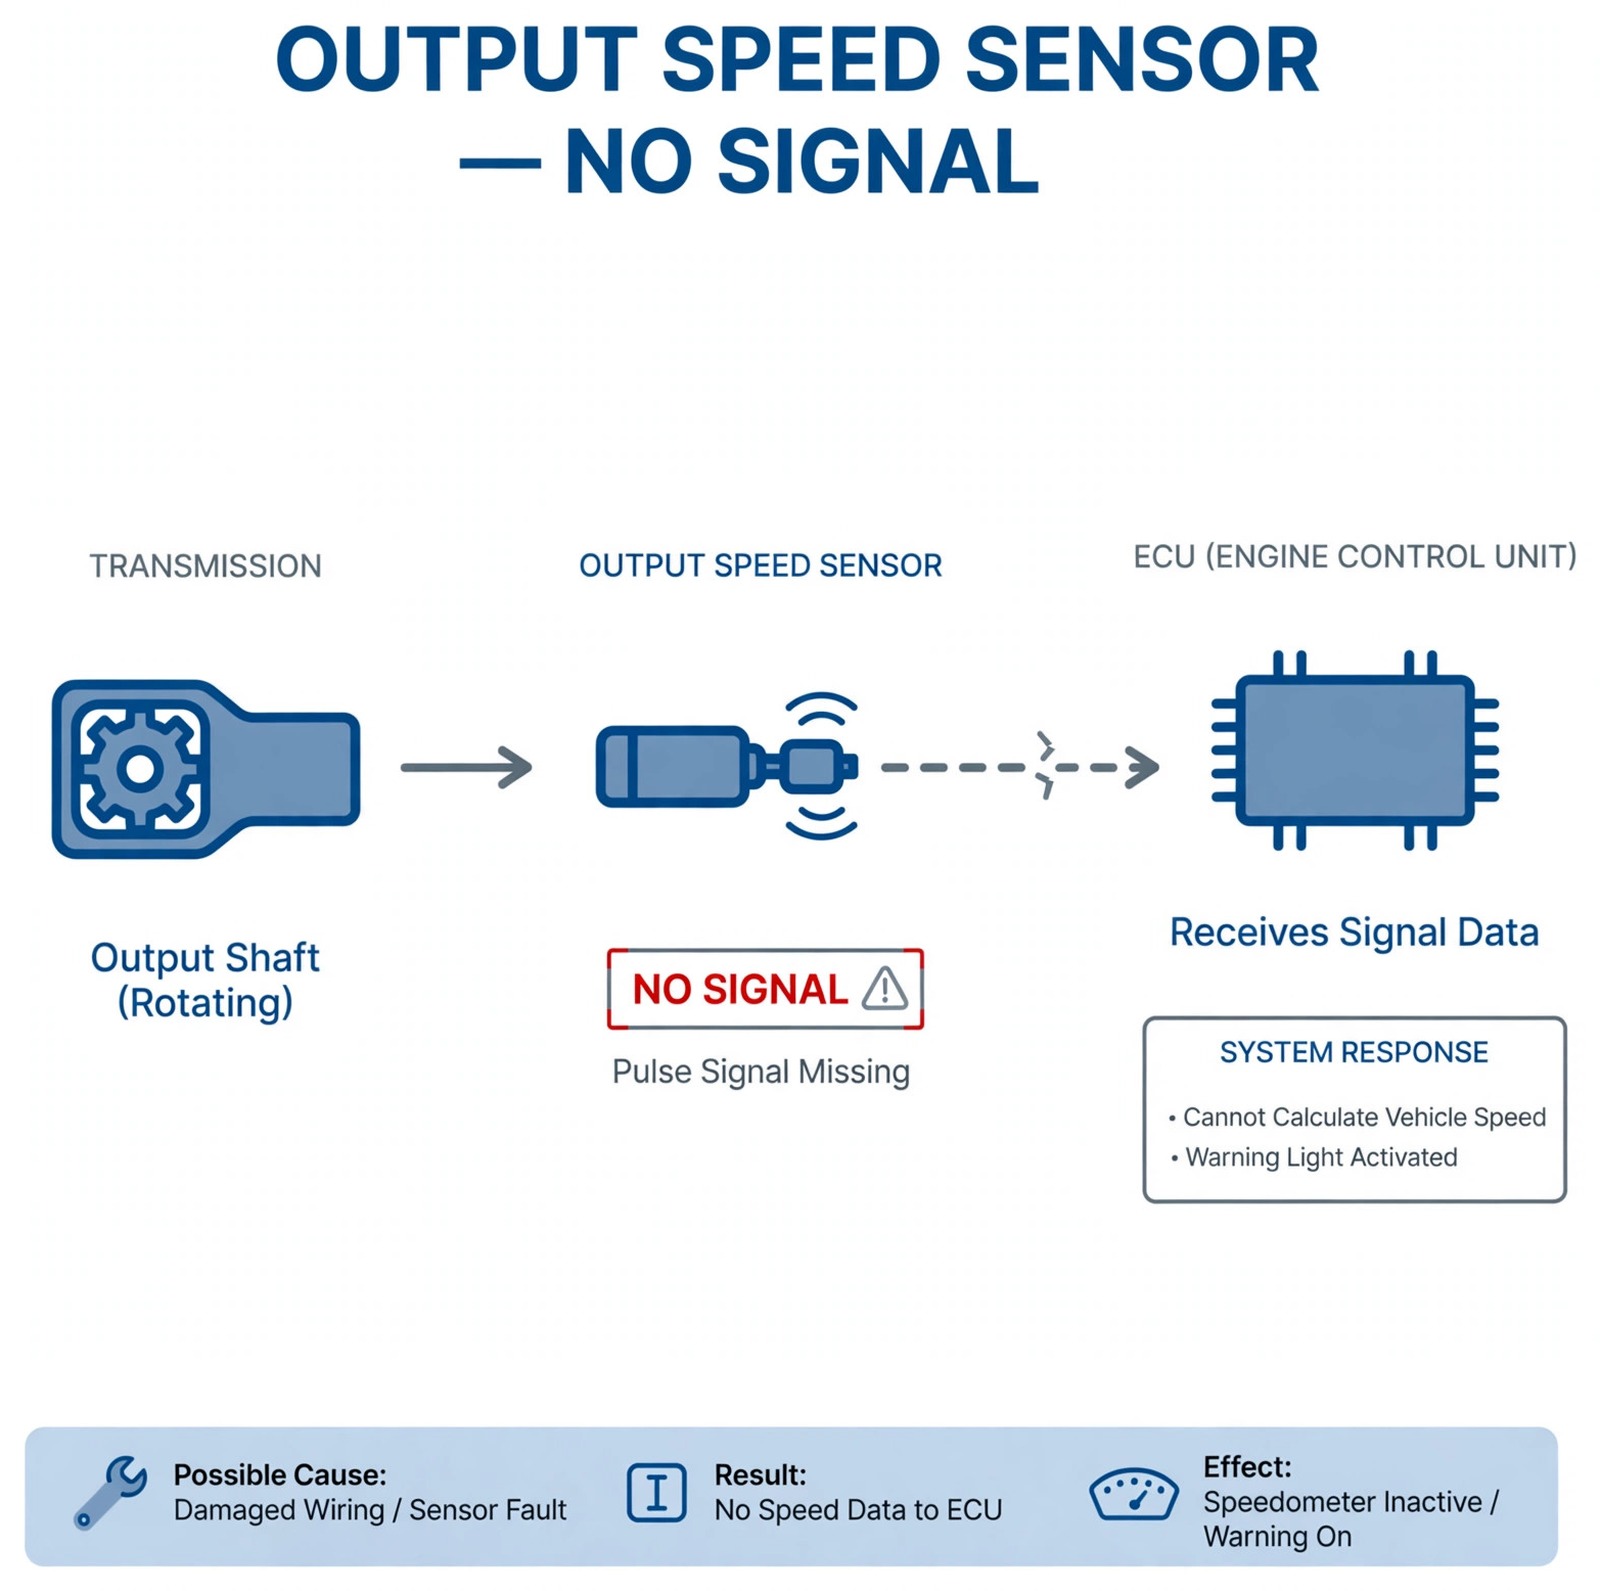 OUTPUT SPEED SENSOR
— NO SIGNAL
TRANSMISSION
OUTPUT SPEED SENSOR
ECU (ENGINE CONTROL UNIT)
Output Shaft
(Rotating)
NO SIGNAL
Pulse Signal Missing
Receives Signal Data
SYSTEM RESPONSE
• Cannot Calculate Vehicle Speed
• Warning Light Activated
Possible Cause:
Damaged Wiring / Sensor Fault
Result:
No Speed Data to ECU
Effect:
Speedometer Inactive /
Warning On